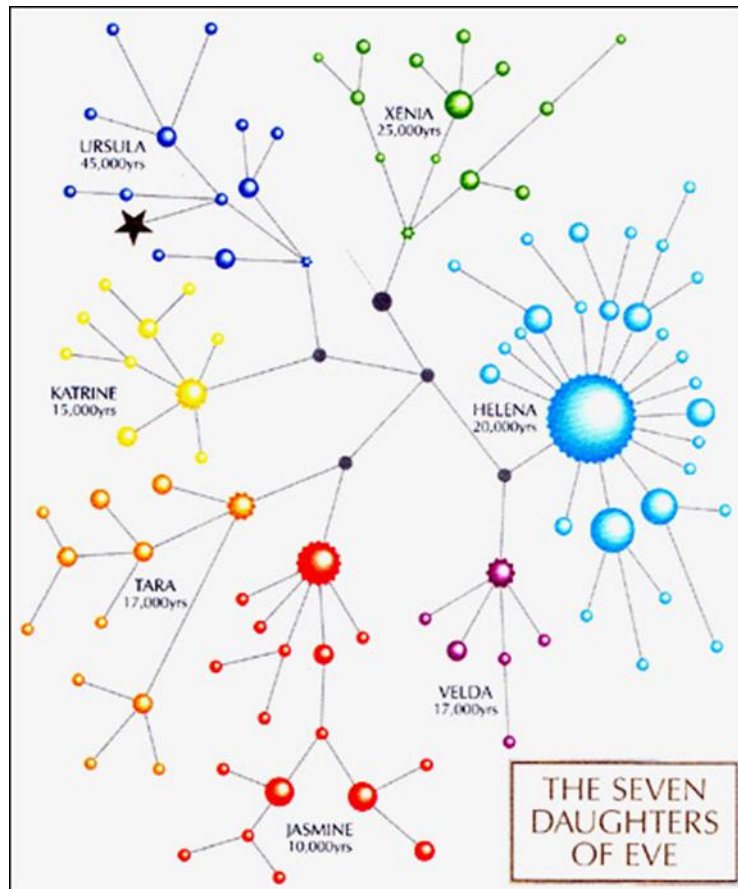 URSULA
45,000yrs
XENIA
25,000yrs
KATRINE
15,000yrs
HELENA
20,000yrs
TARA
17,000yrs
VELDA
17,000yrs
JASMINE
10,000yrs
THE SEVEN
DAUGHTERS
OF EVE